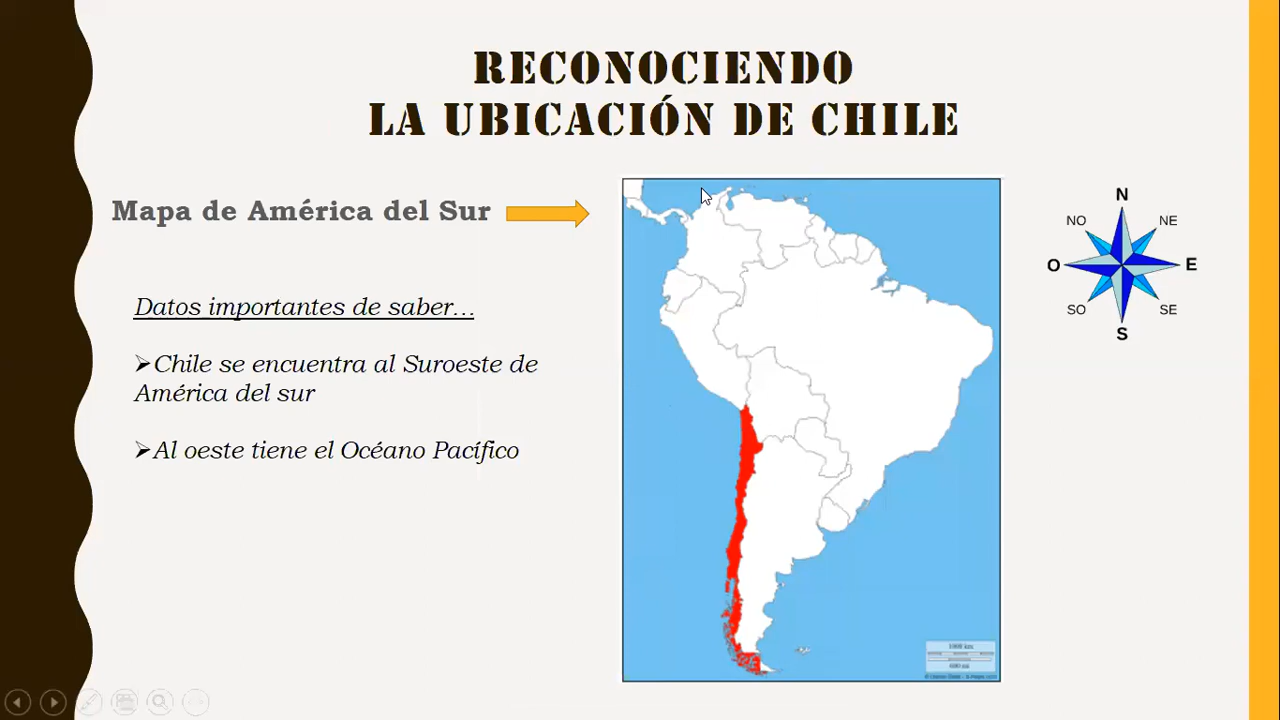 RECONOCIENDO
LA UBICACIÓN DE CHILE
Mapa de América del Sur
Datos importantes de saber...
➢Chile se encuentra al Suroeste de
América del sur
➢Al oeste tiene el Océano Pacífico
N
NO
NE
O
E
SO
SE
S